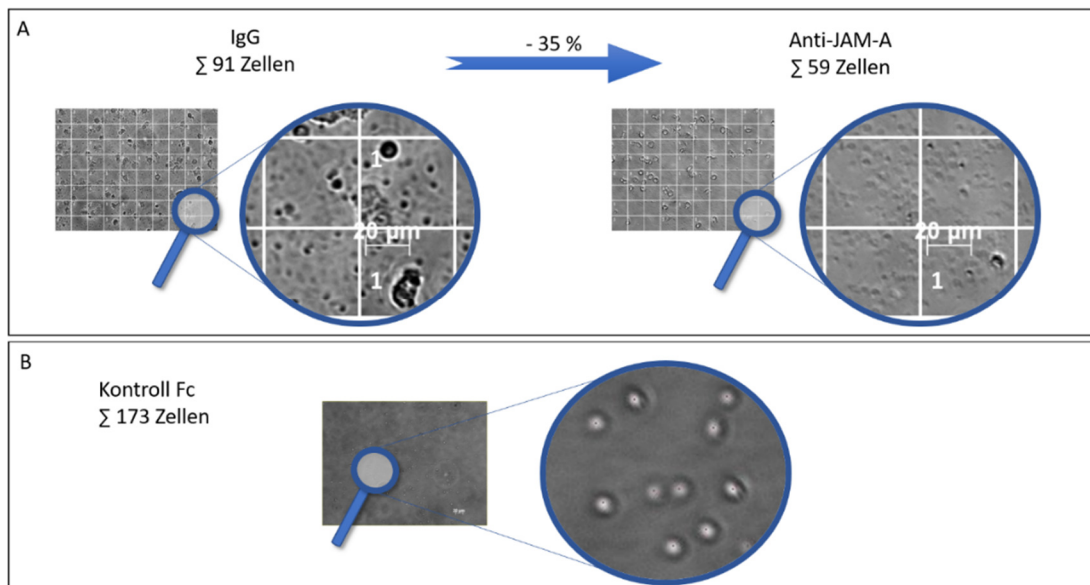 A
IgG
∑ 91 Zellen
- 35 %
Anti-JAM-A
∑ 59 Zellen
1
20 µm
1
20 µm
1
B
Kontroll Fc
∑ 173 Zellen